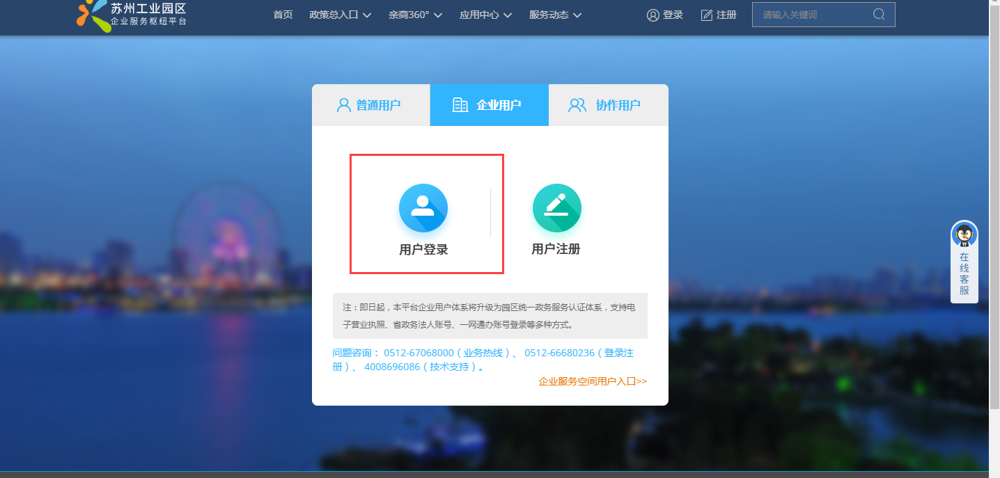 苏州工业园区
企业服务枢纽平台
首页 政策总入口 亲商360° 应用中心 服务动态 登录 注册 请输入关键词
普通用户 企业用户 协作用户
用户登录 用户注册
注：即日起，本平台企业用户体系将升级为园区统一政务服务认证体系，支持电
子营业执照、省政务法人账号、一网通办账号登录等多种方式。
问题咨询： 0512-67068000（业务热线）、 0512-66680236（登录注
册）、 4008696086（技术支持）。
企业服务空间用户入口>>
在
线
客
服